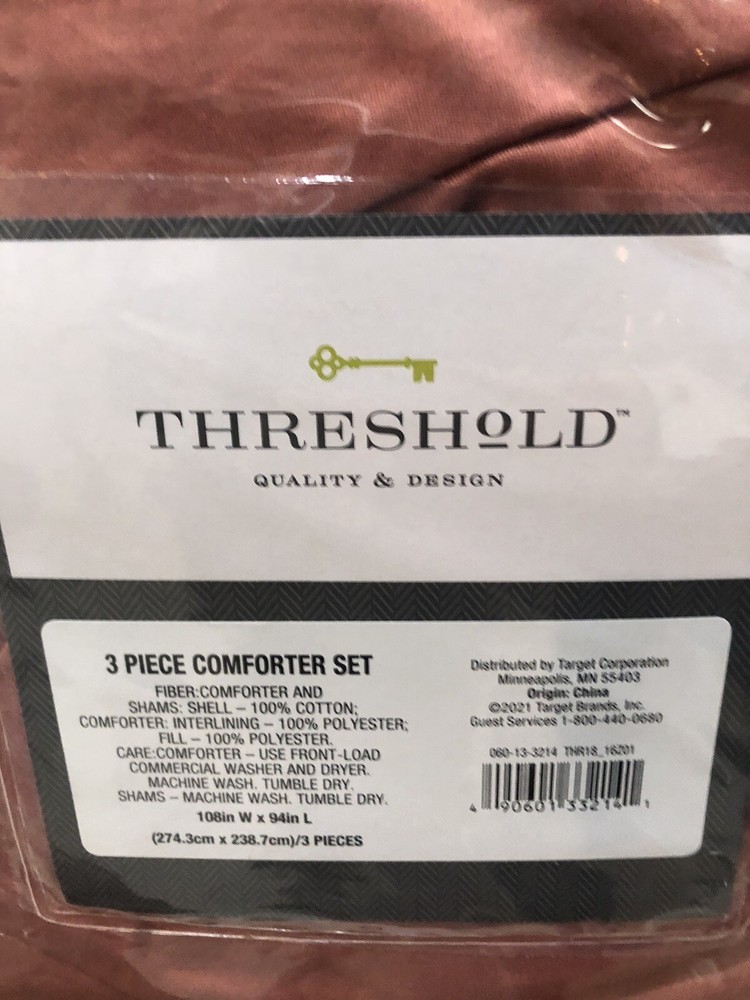 THRESHOLD™
QUALITY & DESIGN
3 PIECE COMFORTER SET
FIBER:COMFORTER AND
SHAMS: SHELL – 100% COTTON;
COMFORTER: INTERLINING – 100% POLYESTER;
FILL – 100% POLYESTER.
CARE:COMFORTER – USE FRONT-LOAD
COMMERCIAL WASHER AND DRYER.
MACHINE WASH. TUMBLE DRY.
SHAMS – MACHINE WASH. TUMBLE DRY.
108in W x 94in L
(274.3cm x 238.7cm)/3 PIECES
Distributed by Target Corporation
Minneapolis, MN 55403
Origin: China
©2021 Target Brands, Inc.
Guest Services 1-800-440-0680
060-13-3214 THR18_16201
4 90601 33214 1